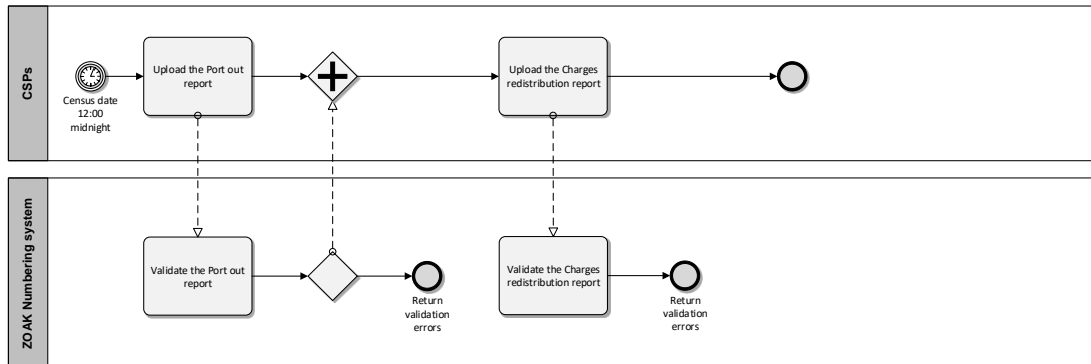 CSPs
Census date
12:00
midnight
Upload the Port out
report
Upload the Charges
redistribution report
ZOAK Numbering system
Validate the Port out
report
Return
validation
errors
Validate the Charges
redistribution report
Return
validation
errors